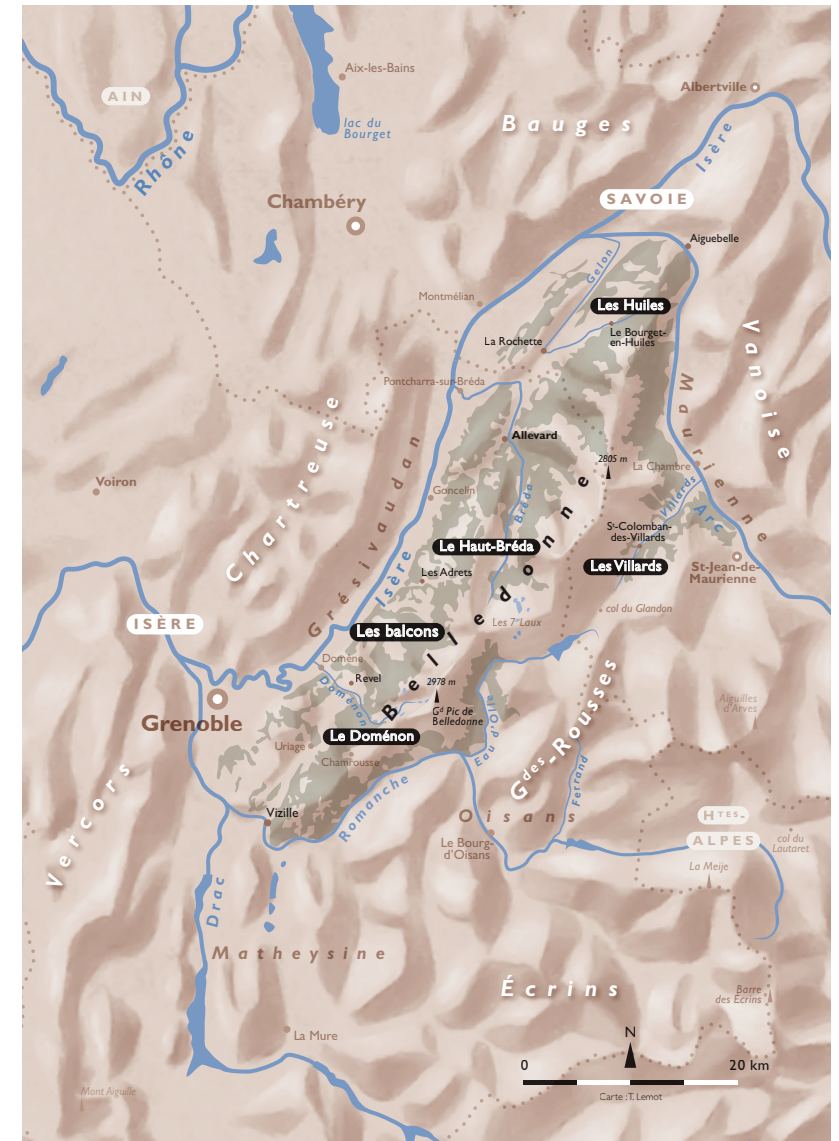 Aix-les-Bains
Albertville
AIN
lac du
Bourget
Bauges
Isère
Rhône
SAVOIE
Chambéry
Aiguebelle
Gelon
Montmélian
Les Huiles
Le Bourget-
en-Huiles
La Rochette
Vanoise
Pontcharra-sur-Bréda
Maurienne
Chartreuse
Grésivaudan
Allevard
2805 m
La Chambre
Voiron
Goncelin
Bréda
Villards
Arc
St-Colomban-
des-Villards
Le Haut-Bréda
Belledonne
Les Villards
St-Jean-de-
Maurienne
Isère
Les Adrets
col du Glandon
ISÈRE
Les balcons
Les 7 Laux
Domène
Revel
2978 m
Doménon
Gd Pic de
Belledonne
Eau d'Olle
Gdes-Rousses
Aiguilles
d'Arves
Grenoble
Le Doménon
Uriage
Chamrousse
Ferrand
Vercors
Romanche
Vizille
Oisans
HTES-
ALPES
col du
Lautaret
Le Bourg-
d'Oisans
La Meije
Drac
Matheysine
Écrins
Barre
des Écrins
La Mure
N
0 20 km
Carte : T. Lemot
Mont Aiguille